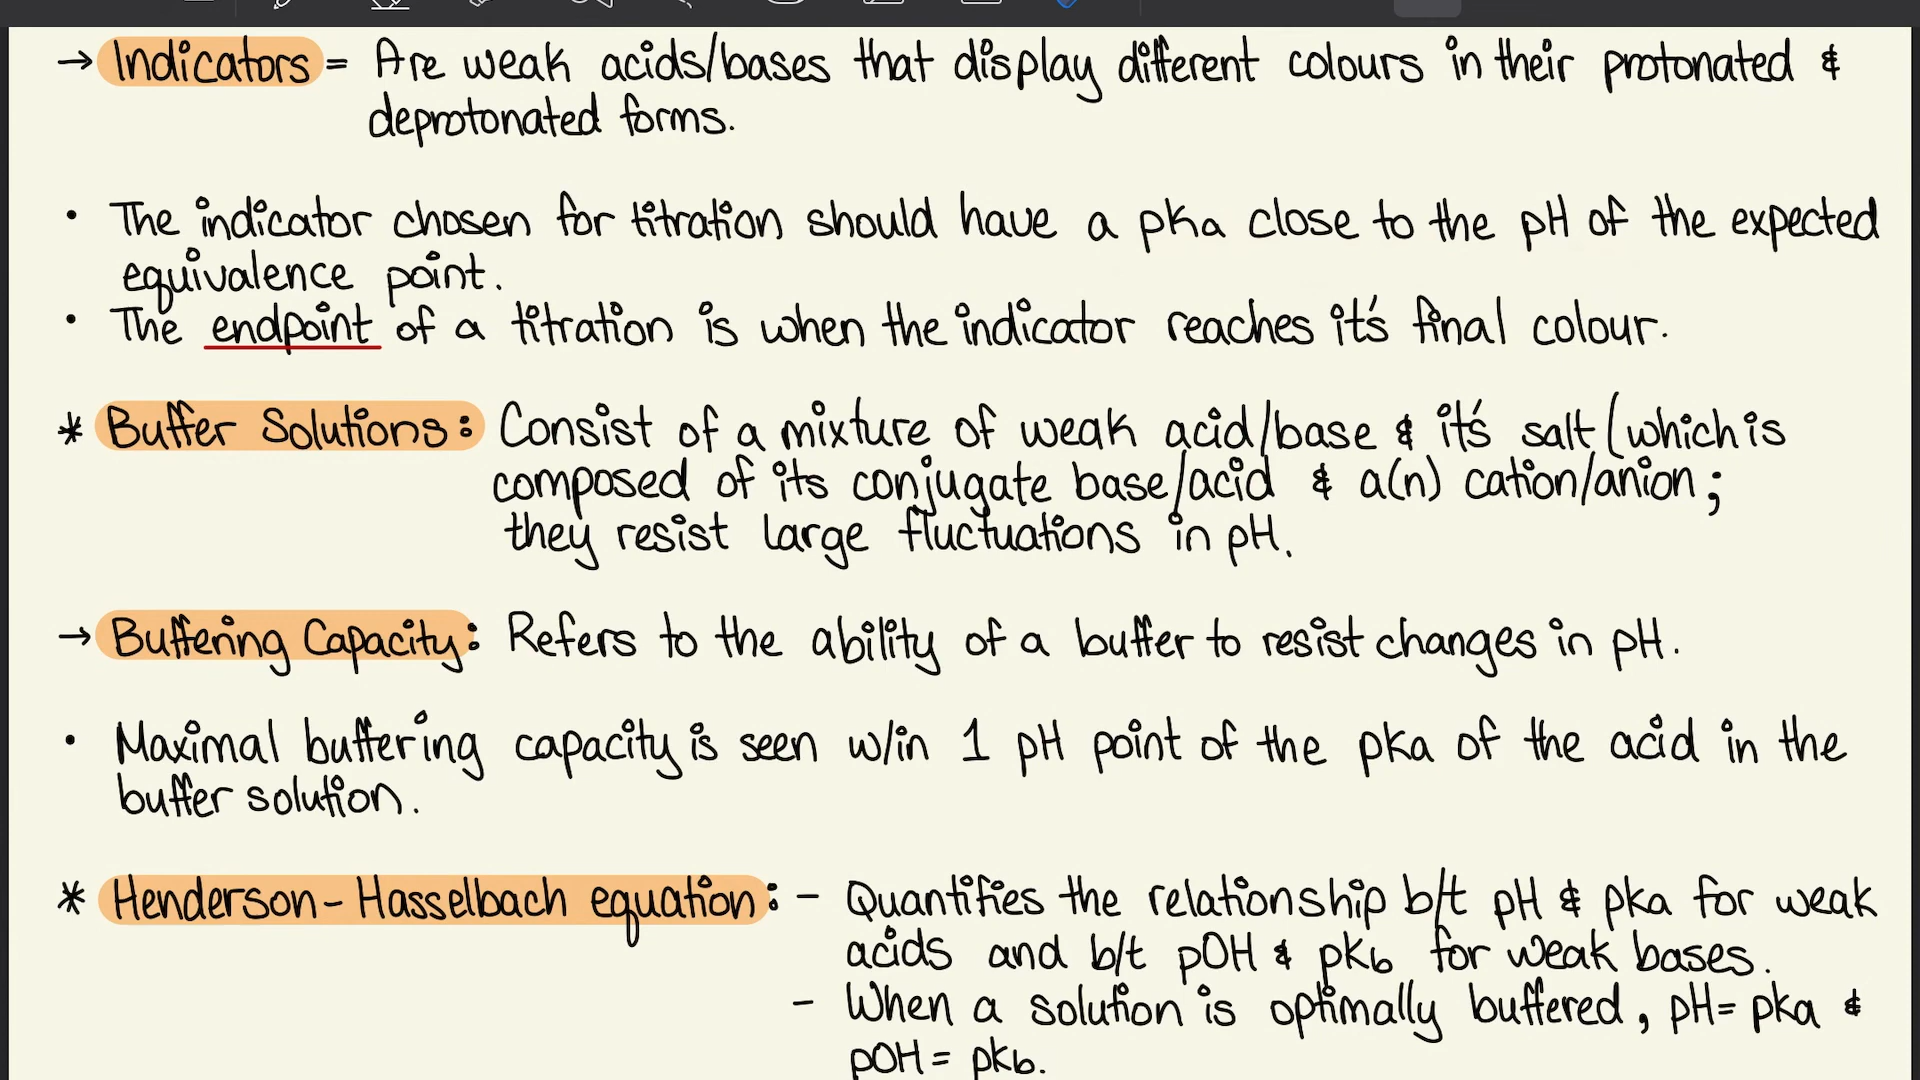 → Indicators = Are weak acids/bases that display different colours in their protonated &
deprotonated forms.
• The indicator chosen for titration should have a pka close to the pH of the expected
equivalence point.
• The endpoint of a titration is when the indicator reaches it's final colour.
* Buffer Solutions: Consist of a mixture of weak acid/base & it's salt (which is
composed of its conjugate base/acid & a(n) cation/anion;
they resist large fluctuations in pH.
→ Buffering Capacity: Refers to the ability of a buffer to resist changes in pH.
• Maximal buffering capacity is seen w/in 1 pH point of the pka of the acid in the
buffer solution.
* Henderson-Hasselbach equation: - Quantifies the relationship b/t pH & pka for weak
acids and b/t pOH & pkb for weak bases.
- When a solution is optimally buffered, pH= pka &
pOH = pkb.